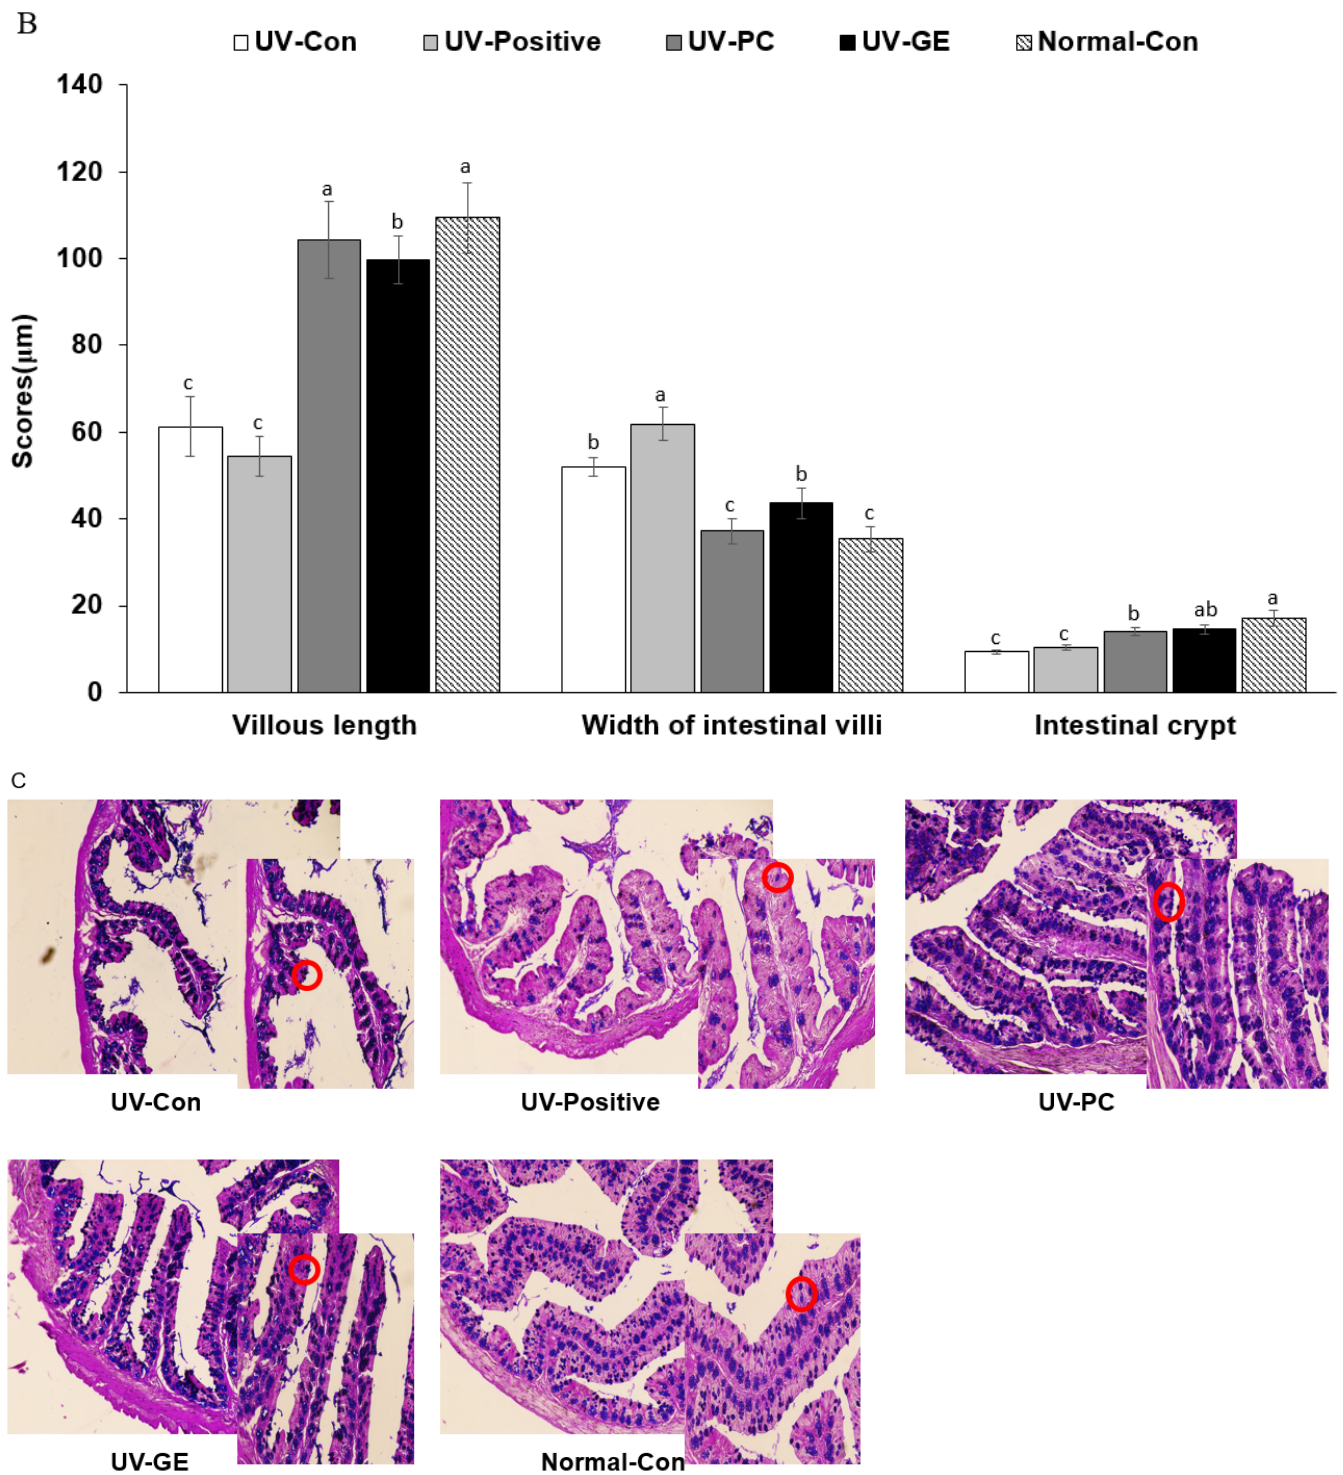 B
UV-Con UV-Positive UV-PC UV-GE Normal-Con
140
120
100
80
60
40
20
0
Scores(μm)
c c a b a
b a c b c
c c b ab a
Villous length Width of intestinal villi Intestinal crypt
C
UV-Con UV-Positive UV-PC
UV-GE Normal-Con